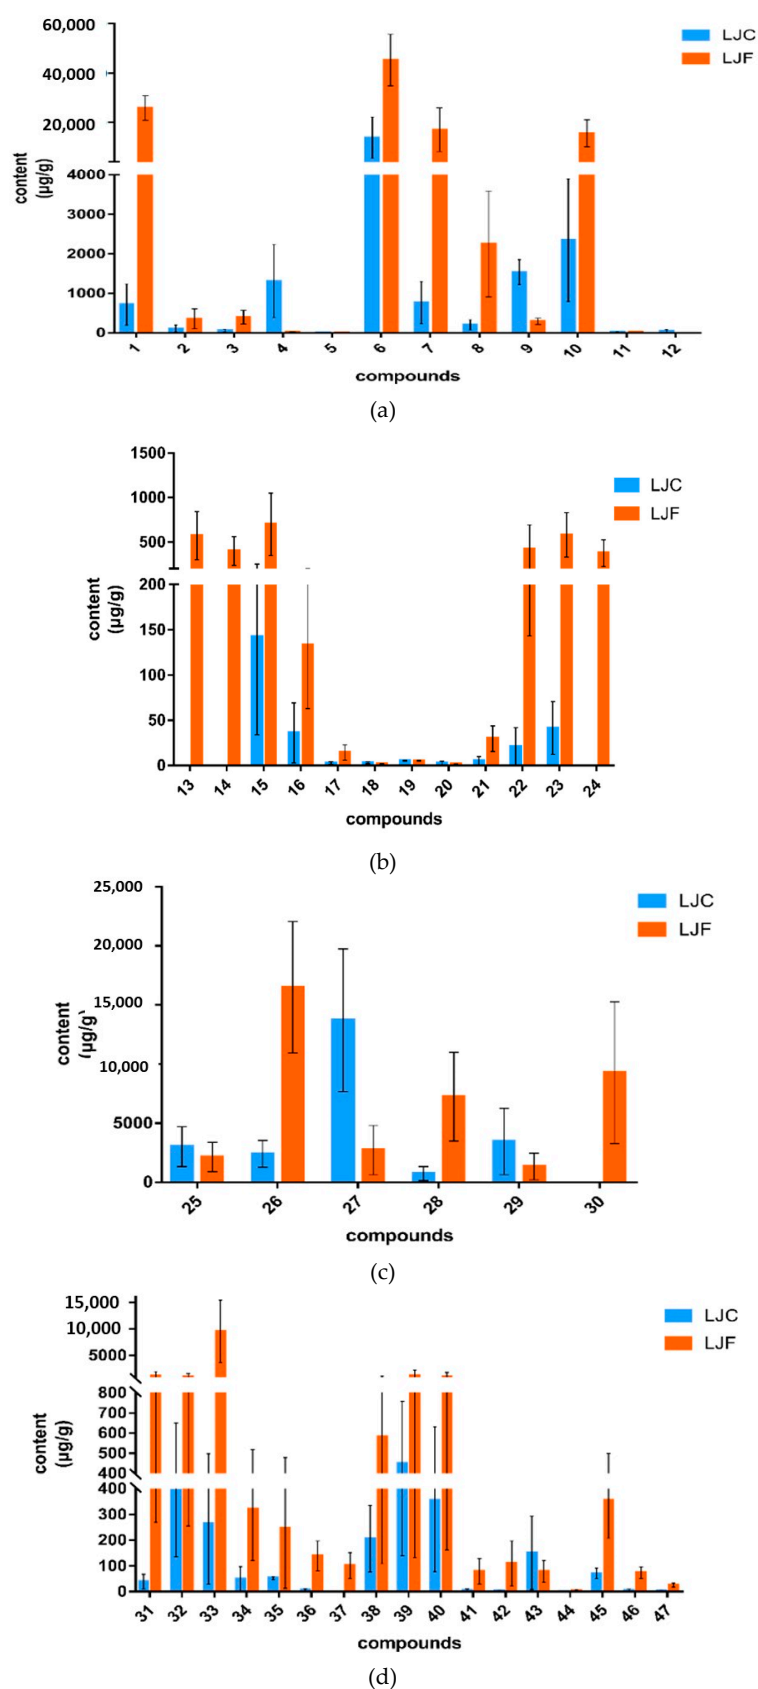 60,000
LJC
LJF
40,000
20,000
content
(µg/g)
4000
3000
2000
1000
0
1 2 3 4 5 6 7 8 9 10 11 12
compounds
(a)
1500
1000
LJC
LJF
500
200
content
(µg/g)
150
100
50
0
13 14 15 16 17 18 19 20 21 22 23 24
compounds
(b)
25,000
LJC
LJF
20,000
15,000
content
(µg/g)
10,000
5000
0
25 26 27 28 29 30
compounds
(c)
15,000
LJC
10,000
LJF
5000
800
600
content
(µg/g)
500
400
400
300
200
100
0
31 32 33 34 35 36 37 38 39 40 41 42 43 44 45 46 47
compounds
(d)